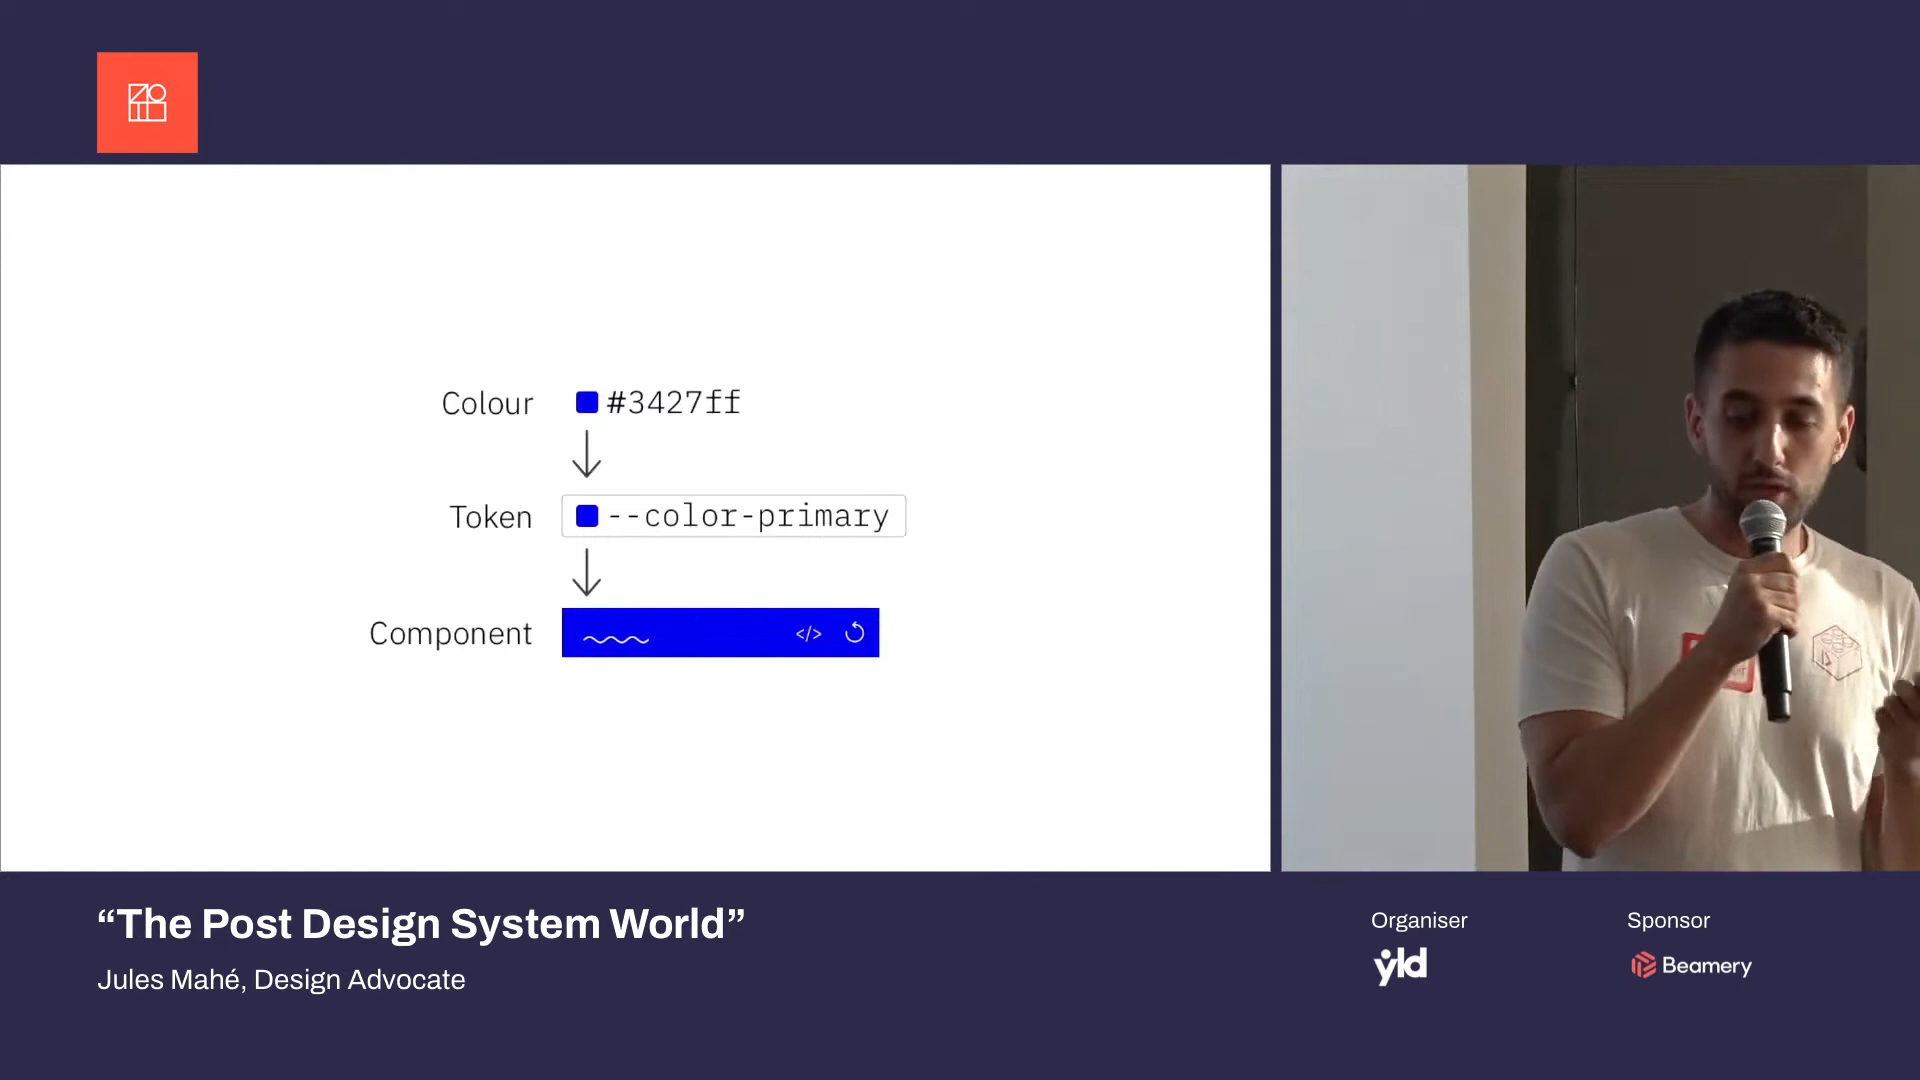 Colour #3427ff
Token --color-primary
Component </>
“The Post Design System World”
Jules Mahé, Design Advocate
Organiser
yld
Sponsor
Beamery